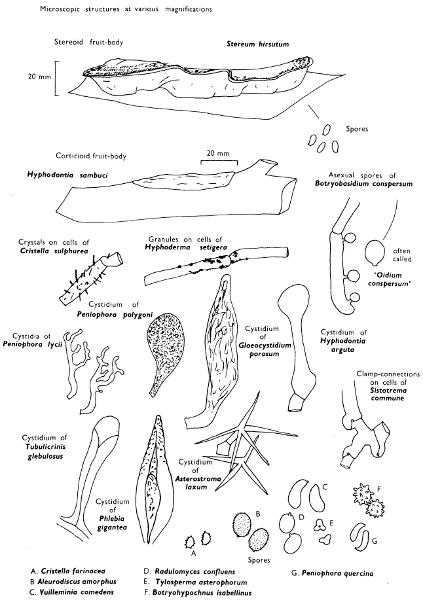 Microscopic structures at various magnifications
Stereoid fruit-body
Stereum hirsutum
20 mm
Spores
Corticioid fruit-body
20 mm
Hyphodontia sambuci
Asexual spores of
Botryobasidium conspersum
often
called
'Oidium
conspersum'
Crystals on cells of
Cristella sulphurea
Granules on cells of
Hyphoderma setigera
Cystidium of
Peniophora polygoni
Cystidia of
Peniophora lycii
Cystidium
of
Gloeocystidium
porosum
Cystidium of
Hyphodontia
arguta
Clamp-connections
on cells of
Sistotrema
commune
Cystidium of
Tubulicrinis
glebulosus
Cystidium
of
Phlebia
gigantea
Cystidium
of
Asterostroma
laxum
A
B
C
D
E
F
G
Spores
A. Cristella farinacea
B Aleurodiscus amorphus
C. Vuilleminia comedens
D. Radulomyces confluens
E. Tylosperma asterophorum
F. Botryohypochnus isabellinus
G. Peniophora quercina